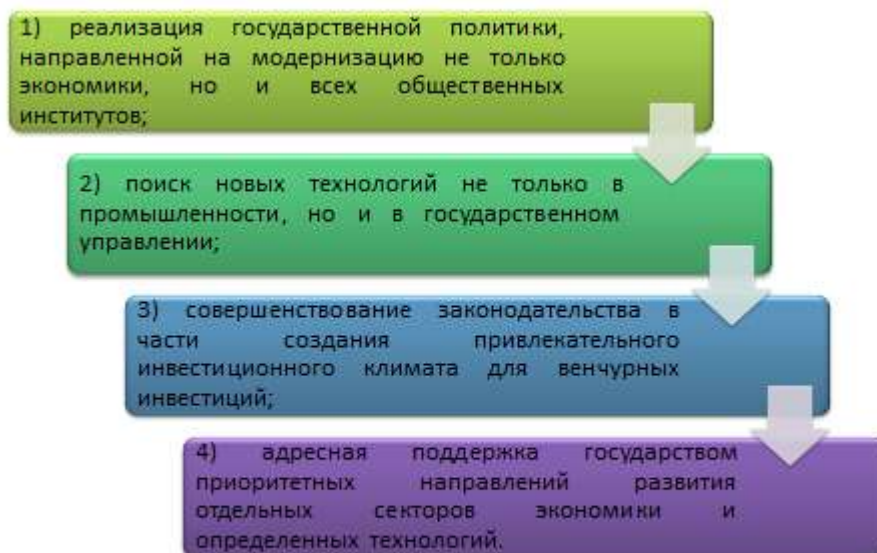 1) реализация государственной политики,
направленной на модернизацию не только
экономики, но и всех общественных
институтов;
2) поиск новых технологий не только в
промышленности, но и в государственном
управлении;
3) совершенствование законодательства в
части создания привлекательного
инвестиционного климата для венчурных
инвестиций;
4) адресная поддержка государством
приоритетных направлений развития
отдельных секторов экономики и
определенных технологий.